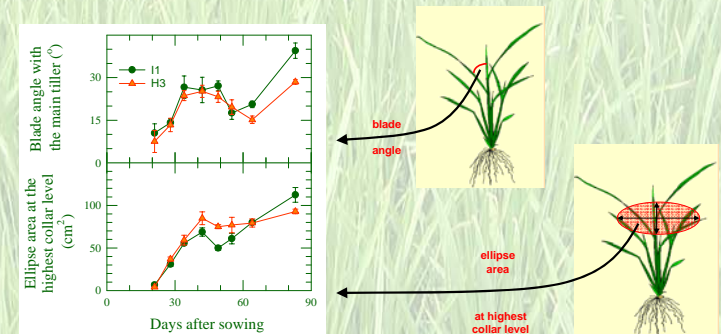 Blade angle with
the main tiller (°)
30
15
0
I1
H3
Ellipse area at the
highest collar level
(cm²)
100
50
0
0 30 60 90
Days after sowing
blade
angle
ellipse
area
at highest
collar level